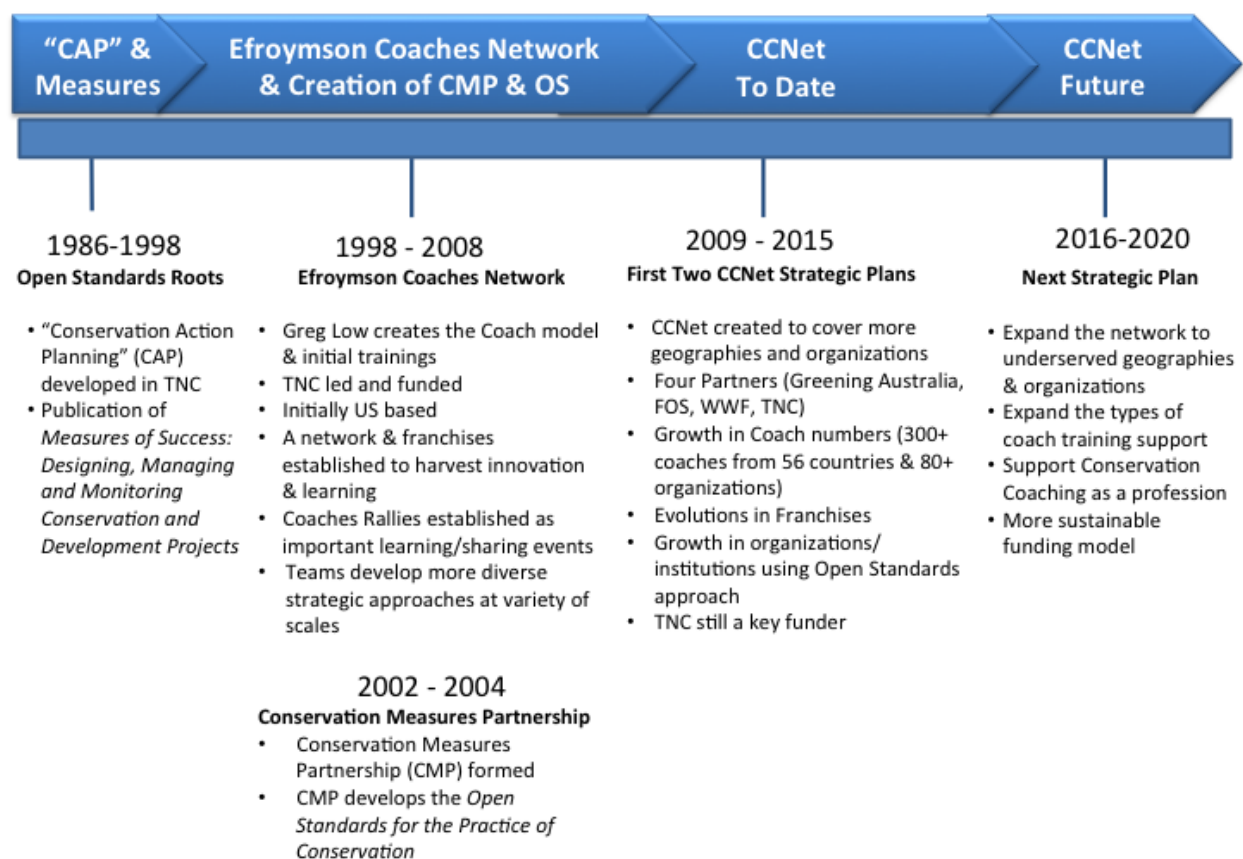 “CAP” &
Measures
Efroymson Coaches Network
& Creation of CMP & OS
CCNet
To Date
CCNet
Future
1986-1998
Open Standards Roots
• “Conservation Action
Planning” (CAP)
developed in TNC
• Publication of
Measures of Success:
Designing, Managing
and Monitoring
Conservation and
Development Projects
1998 - 2008
Efroymson Coaches Network
• Greg Low creates the Coach model
& initial trainings
• TNC led and funded
• Initially US based
• A network & franchises
established to harvest innovation
& learning
• Coaches Rallies established as
important learning/sharing events
• Teams develop more diverse
strategic approaches at variety of
scales
2002 - 2004
Conservation Measures Partnership
• Conservation Measures
Partnership (CMP) formed
• CMP develops the Open
Standards for the Practice of
Conservation
2009 - 2015
First Two CCNet Strategic Plans
• CCNet created to cover more
geographies and organizations
• Four Partners (Greening Australia,
FOS, WWF, TNC)
• Growth in Coach numbers (300+
coaches from 56 countries & 80+
organizations)
• Evolutions in Franchises
• Growth in organizations/
institutions using Open Standards
approach
• TNC still a key funder
2016-2020
Next Strategic Plan
• Expand the network to
underserved geographies
& organizations
• Expand the types of
coach training support
• Support Conservation
Coaching as a profession
• More sustainable
funding model